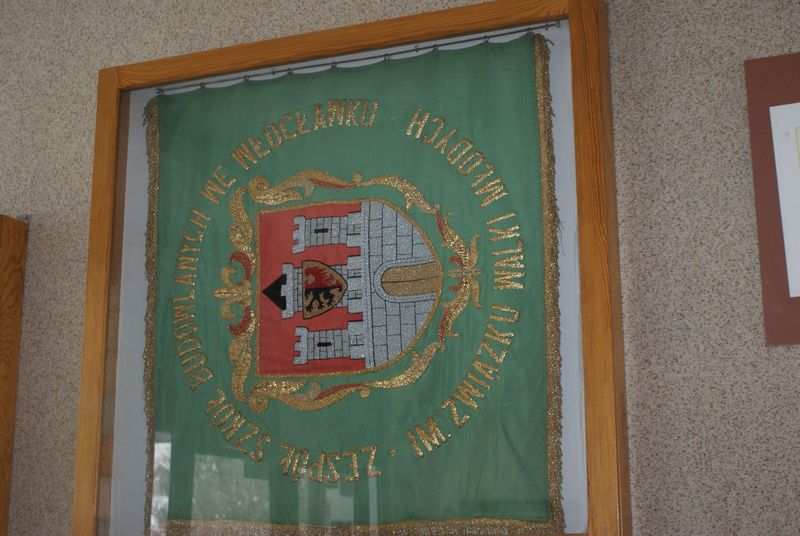 ZESPÓŁ SZKÓŁ BUDOWLANYCH WE WŁOCŁAWKU
IM. ZWIĄZKU WALKI MŁODYCH -